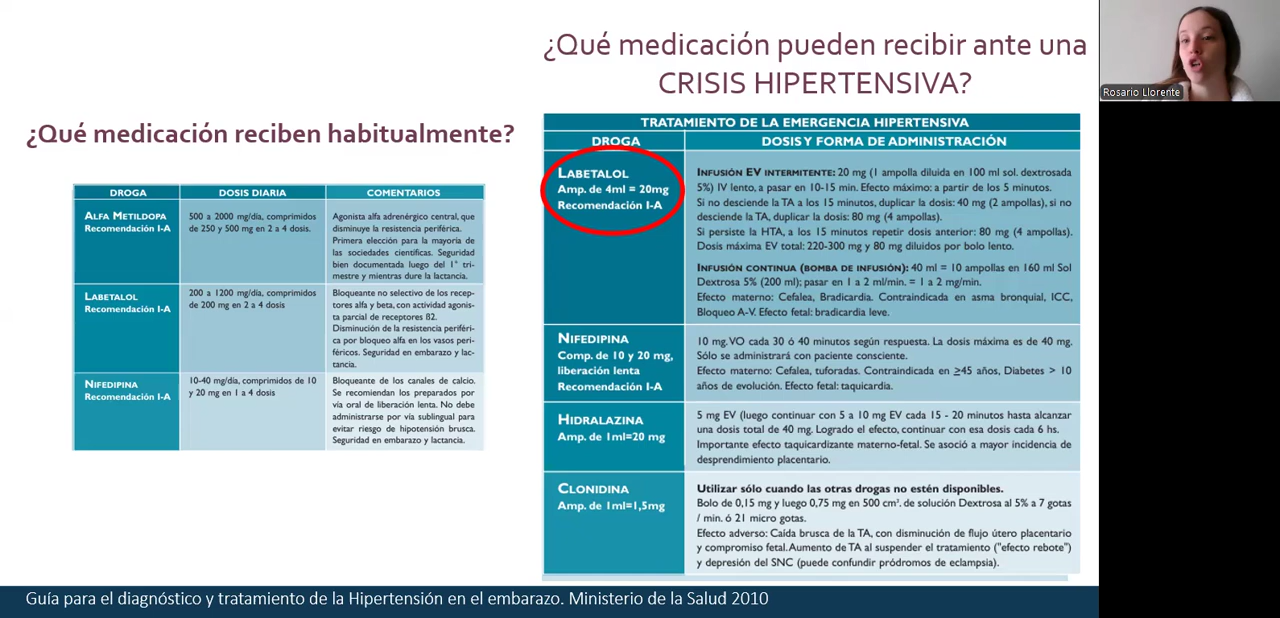 ¿Qué medicación reciben habitualmente?
DROGA
DOSIS DIARIA
COMENTARIOS
ALFA METILDOPA
Recomendación I-A
500 a 2000 mg/día, comprimidos
de 250 y 500 mg en 2 a 4 dosis.
Agonista alfa adrenérgico central, que
disminuye la resistencia periférica.
Primera elección para la mayoría de
las sociedades cientificas. Seguridad
bien documentada luego del 1° tri-
mestre y mientras dure la lactancia.
LABETALOL
Recomendación I-A
200 a 1200 mg/día, comprimidos
de 200 mg en 2 a 4 dosis
Bloqueante no selectivo de los recep-
tores alfa y beta, con actividad agonis-
ta parcial de receptores ß2.
Disminución de la resistencia perifé-
rica por bloqueo alfa en los vasos peri-
féricos. Seguridad en embarazo y lac-
tancia.
NIFEDIPINA
Recomendación I-A
10-40 mg/día, comprimidos de 10
y 20 mg en 1 a 4 dosis
Bloqueante de los canales de calcio.
Se recomiendan los preparados por
vía oral de liberación lenta. No debe
administrarse por vía sublingual para
evitar riesgo de hipotensión brusca.
Seguridad en embarazo y lactancia.
¿Qué medicación pueden recibir ante una
CRISIS HIPERTENSIVA?
TRATAMIENTO DE LA EMERGENCIA HIPERTENSIVA
DROGA
DOSIS Y FORMA DE ADMINISTRACIÓN
LABETALOL
Amp. de 4ml = 20mg
Recomendación I-A
INFUSIÓN EV INTERMITENTE: 20 mg (1 ampolla diluida en 100 ml sol. dextrosada
5%) IV lento, a pasar en 10-15 min. Efecto máximo: a partir de los 5 minutos.
Si no desciende la TA a los 15 minutos, duplicar la dosis: 40 mg (2 ampollas), si no
desciende la TA, duplicar la dosis: 80 mg (4 ampollas).
Si persiste la HTA, a los 15 minutos repetir dosis anterior: 80 mg (4 ampollas).
Dosis máxima EV total: 220-300 mg y 80 mg diluidos por bolo lento.
INFUSIÓN CONTINUA (BOMBA DE INFUSIÓN): 40 ml = 10 ampollas en 160 ml Sol
Dextrosa 5% (200 ml); pasar en 1 a 2 ml/min. = 1 a 2 mg/min.
Efecto materno: Cefalea, Bradicardia. Contraindicada en asma bronquial, ICC,
Bloqueo A-V. Efecto fetal: bradicardia leve.
NIFEDIPINA
Comp. de 10 y 20 mg,
liberación lenta
Recomendación I-A
10 mg. VO cada 30 ó 40 minutos según respuesta. La dosis máxima es de 40 mg.
Sólo se administrará con paciente consciente.
Efecto materno: Cefalea, tuforadas. Contraindicada en ≥45 años, Diabetes > 10
años de evolución. Efecto fetal: taquicardia.
HIDRALAZINA
Amp. de 1ml=20 mg
5 mg EV (luego continuar con 5 a 10 mg EV cada 15 - 20 minutos hasta alcanzar
una dosis total de 40 mg. Logrado el efecto, continuar con esa dosis cada 6 hs.
Importante efecto taquicardizante materno-fetal. Se asoció a mayor incidencia de
desprendimiento placentario.
CLONIDINA
Amp. de 1ml=1,5mg
Utilizar sólo cuando las otras drogas no estén disponibles.
Bolo de 0,15 mg y luego 0,75 mg en 500 cm³. de solución Dextrosa al 5% a 7 gotas
/ min. ó 21 micro gotas.
Efecto adverso: Caída brusca de la TA, con disminución de flujo útero placentario
y compromiso fetal. Aumento de TA al suspender el tratamiento ("efecto rebote")
y depresión del SNC (puede confundir pródromos de eclampsia).
Guía para el diagnóstico y tratamiento de la Hipertensión en el embarazo. Ministerio de la Salud 2010
Rosario Llorente